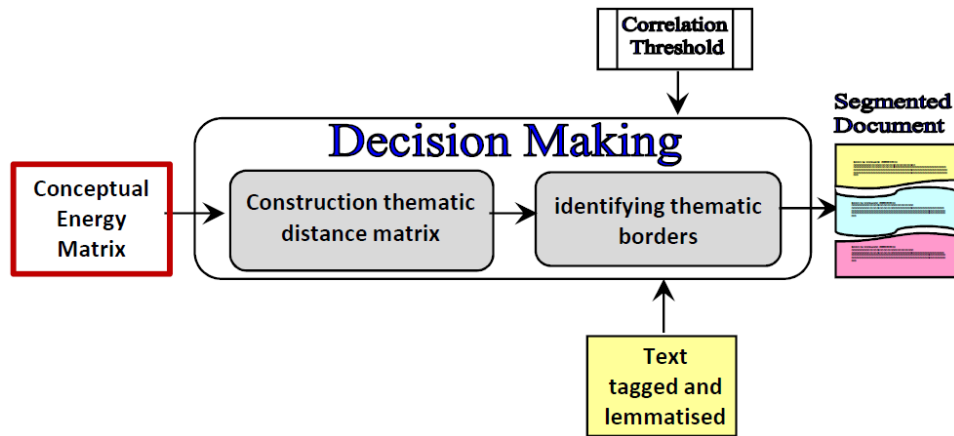 Correlation
Threshold
Segmented
Document
Decision Making
Conceptual
Energy
Matrix
Construction thematic
distance matrix
identifying thematic
borders
Text
tagged and
lemmatised